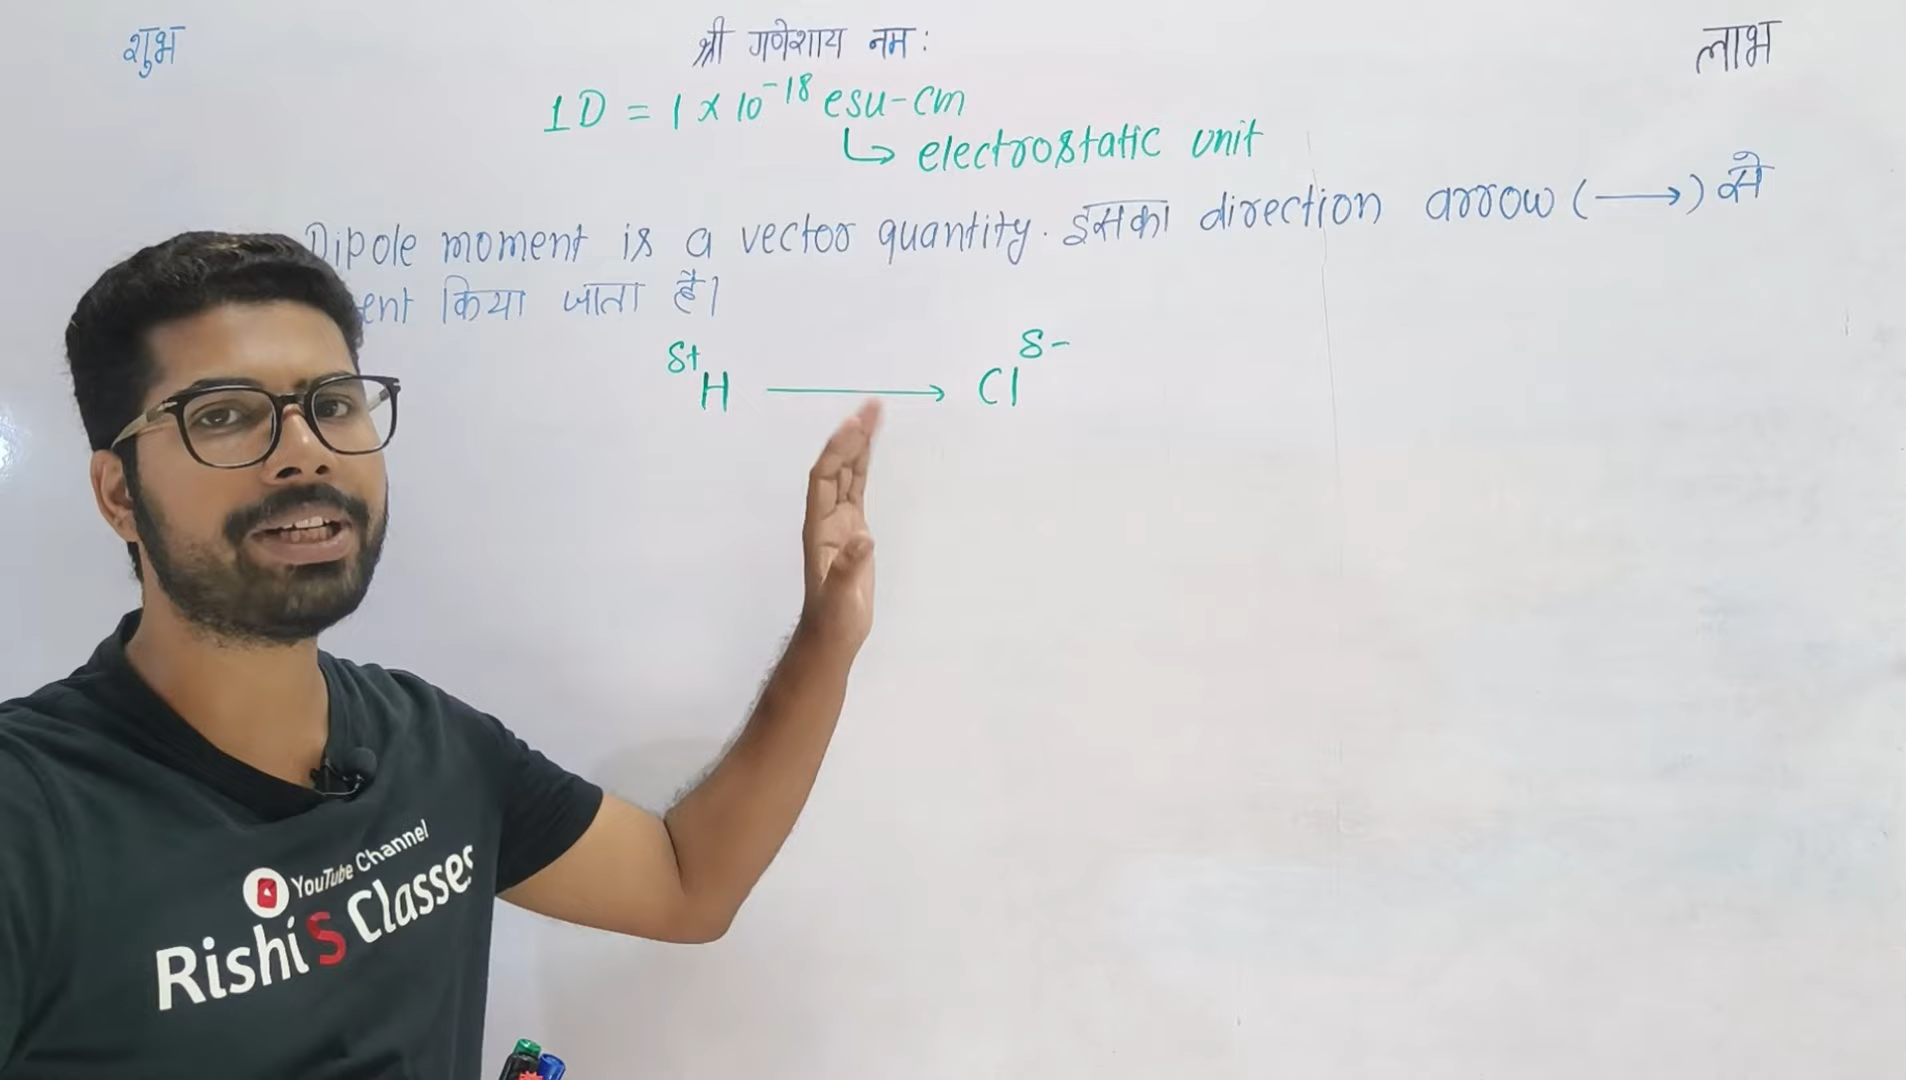 शुभ
श्री गणेशाय नमः
लाभ
1D = 1 × 10⁻¹⁸ esu-cm
↳ electrostatic unit
Dipole moment is a vector quantity. इसका direction arrow (⟶) से
ent किया जाता है।
δ+ H ⟶ Cl δ-
YouTube Channel
RishiS Classes